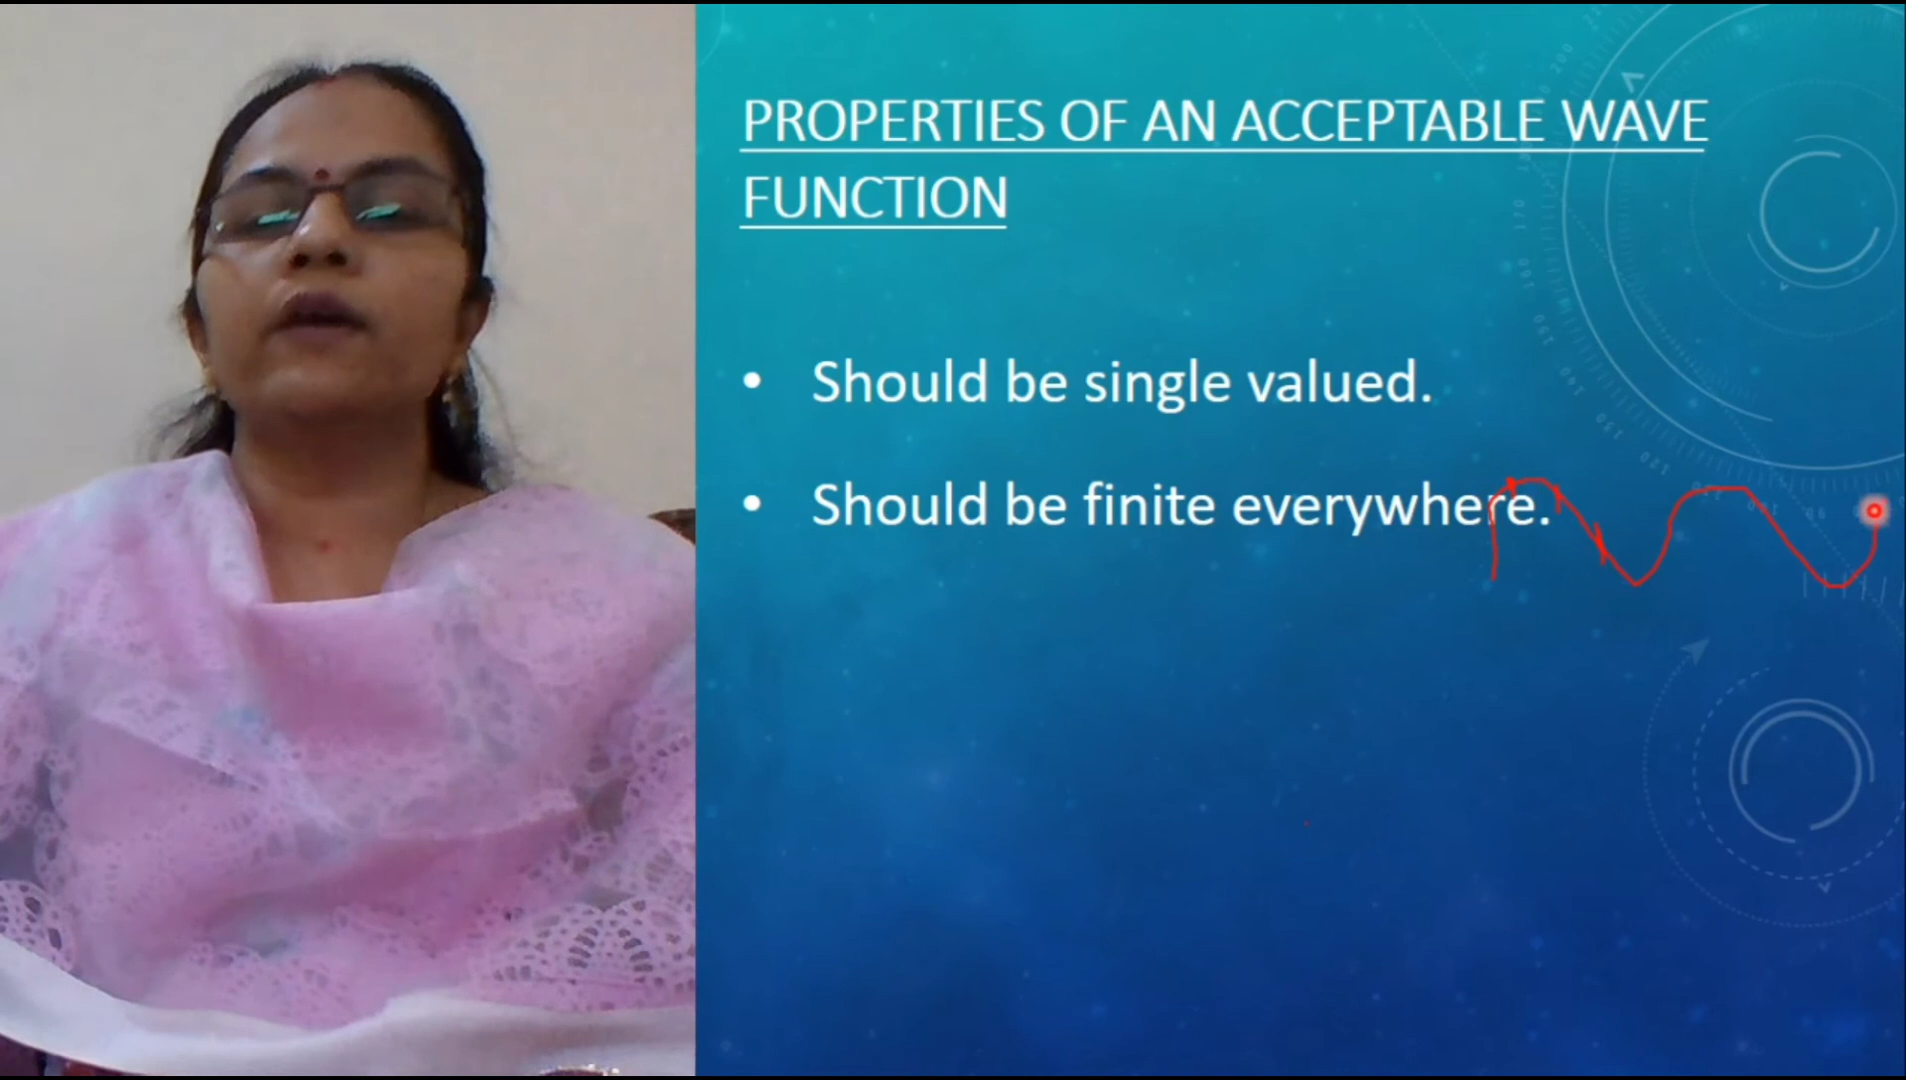 PROPERTIES OF AN ACCEPTABLE WAVE
FUNCTION
• Should be single valued.
• Should be finite everywhere.